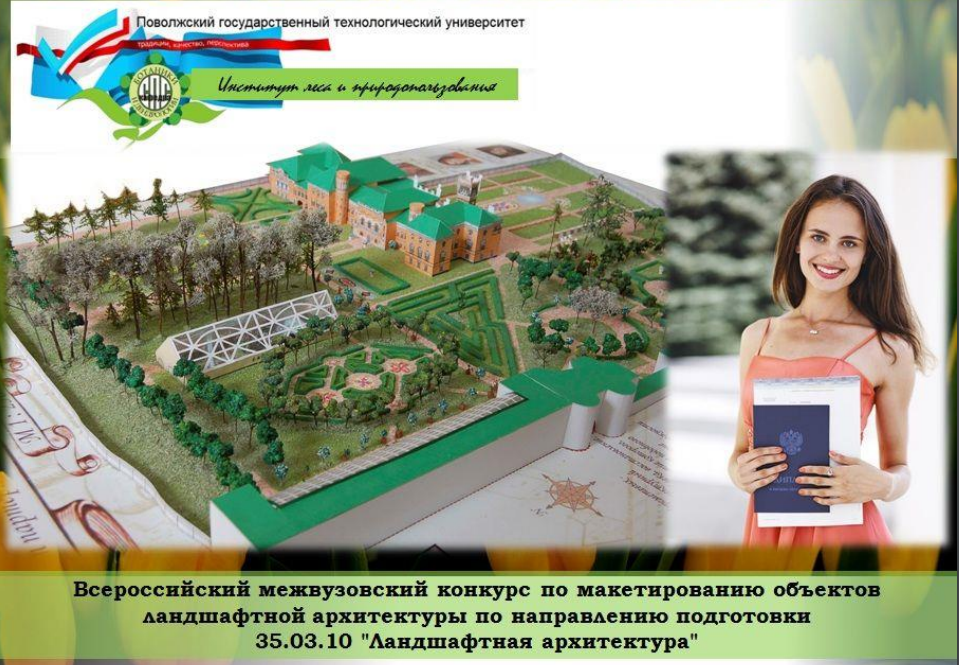 Поволжский государственный технологический университет
традиции, качество, перспектива
Институт леса и природопользования
СПС
Всероссийский межвузовский конкурс по макетированию объектов
ландшафтной архитектуры по направлению подготовки
35.03.10 "Ландшафтная архитектура"